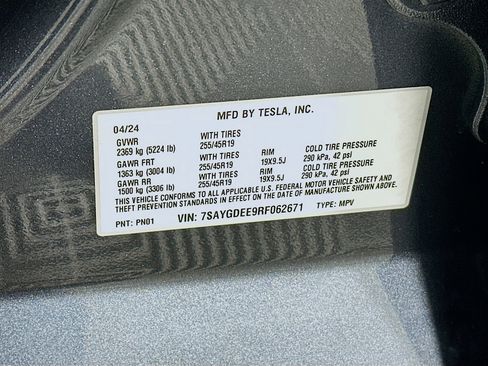 MFD BY TESLA, INC.
04/24
GVWR WITH TIRES RIM COLD TIRE PRESSURE
2369 kg (5224 lb) 255/45R19 19X9.5J 290 kPa, 42 psi
GAWR FRT WITH TIRES RIM COLD TIRE PRESSURE
1363 kg (3004 lb) 255/45R19 19X9.5J 290 kPa, 42 psi
GAWR RR WITH TIRES
1500 kg (3306 lb) 255/45R19
THIS VEHICLE CONFORMS TO ALL APPLICABLE U.S. FEDERAL MOTOR VEHICLE SAFETY AND
THEFT PREVENTION STANDARDS IN EFFECT ON THE DATE OF MANUFACTURE SHOWN ABOVE.
PNT: PN01 VIN: 7SAYGDEE9RF062671 TYPE: MPV